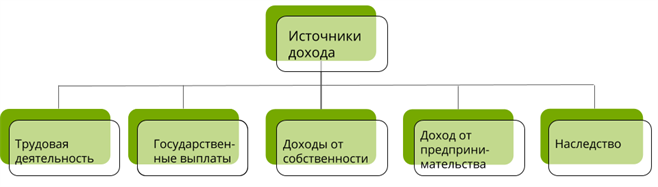 Источники
дохода
Трудовая
деятельность
Государствен-
ные выплаты
Доходы от
собственности
Доход от
предприни-
мательства
Наследство